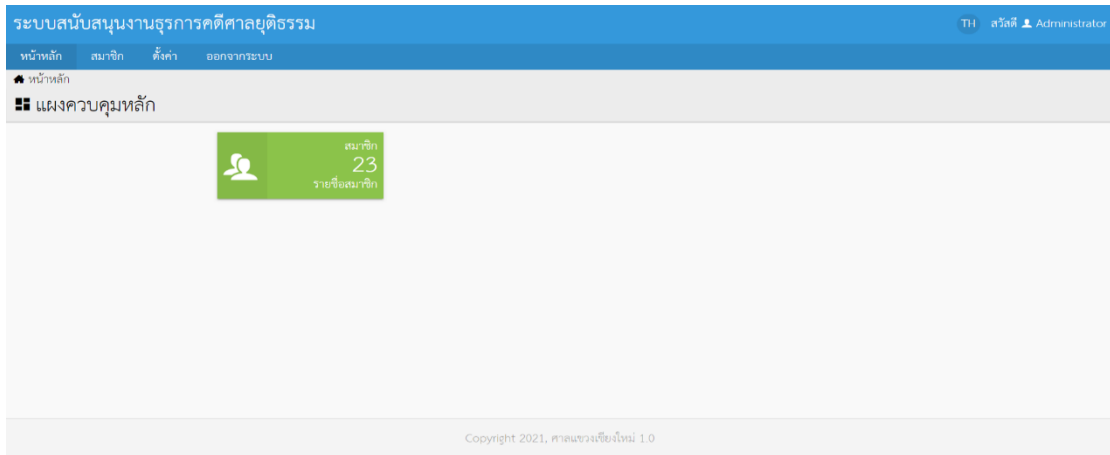 ระบบสนับสนุนงานธุรการคดีศาลยุติธรรม
TH สวัสดี Administrator
หน้าหลัก สมาชิก ตั้งค่า ออกจากระบบ
หน้าหลัก
แผงควบคุมหลัก
สมาชิก
23
รายชื่อสมาชิก
Copyright 2021, ศาลแขวงเชียงใหม่ 1.0